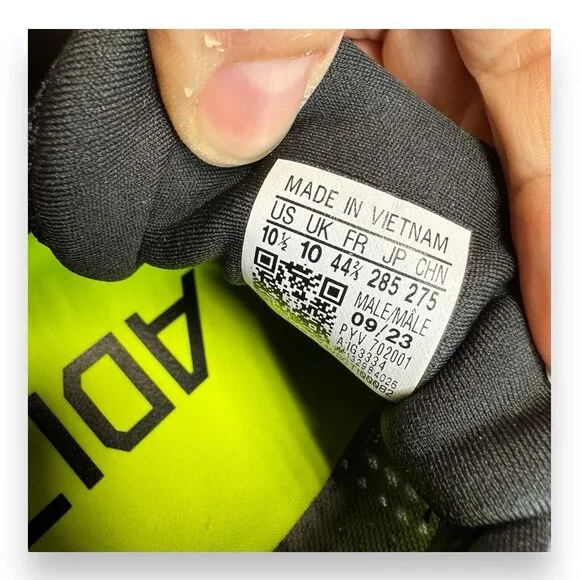 MADE IN VIETNAM
US UK FR JP CHN
10½ 10 44⅔ 285 275
MALE/MÂLE
09/23
PYV 702001
ADI